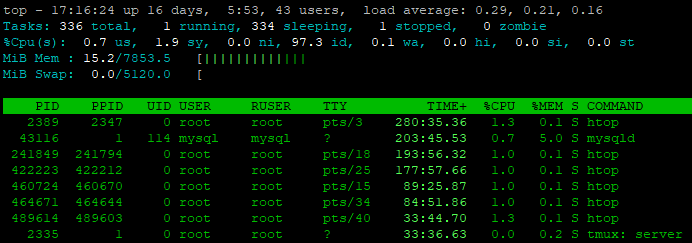 top - 17:16:24 up 16 days,  5:53, 43 users,  load average: 0.29, 0.21, 0.16
Tasks: 336 total,   1 running, 334 sleeping,   1 stopped,   0 zombie
%Cpu(s):  0.7 us,  1.9 sy,  0.0 ni, 97.3 id,  0.1 wa,  0.0 hi,  0.0 si,  0.0 st
MiB Mem : 15.2/7853.5   [||||||||||||||
MiB Swap:  0.0/5120.0   [
PID    PPID   UID USER     RUSER    TTY          TIME+  %CPU  %MEM S COMMAND
2389    2347     0 root     root     pts/3     280:35.36   1.3   0.1 S htop
43116       1   114 mysql    mysql    ?         203:45.53   0.7   5.0 S mysqld
241849  241794     0 root     root     pts/18    193:56.32   1.0   0.1 S htop
422223  422212     0 root     root     pts/25    177:57.66   1.0   0.1 S htop
460724  460670     0 root     root     pts/15     89:25.87   1.0   0.1 S htop
464671  464644     0 root     root     pts/34     84:51.86   1.0   0.1 S htop
489614  489603     0 root     root     pts/40     33:44.70   1.3   0.1 S htop
2335       1     0 root     root     ?          33:36.63   0.0   0.2 S tmux: server